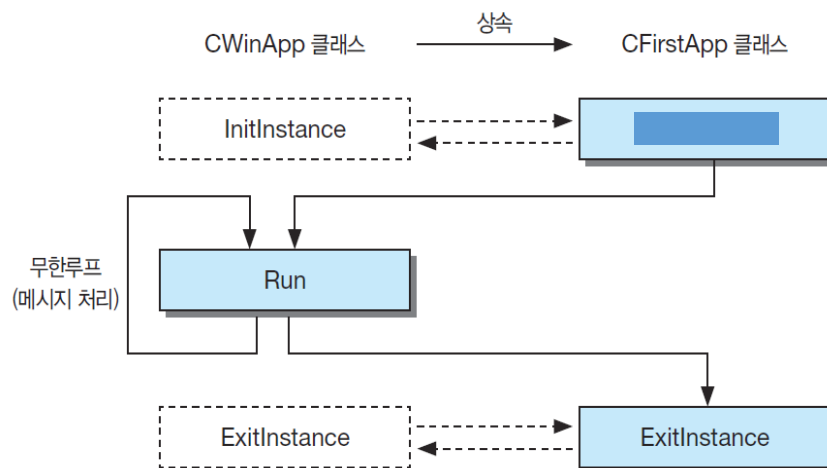 상속
CWinApp 클래스
CFirstApp 클래스
InitInstance
무한루프
(메시지 처리)
Run
ExitInstance
ExitInstance